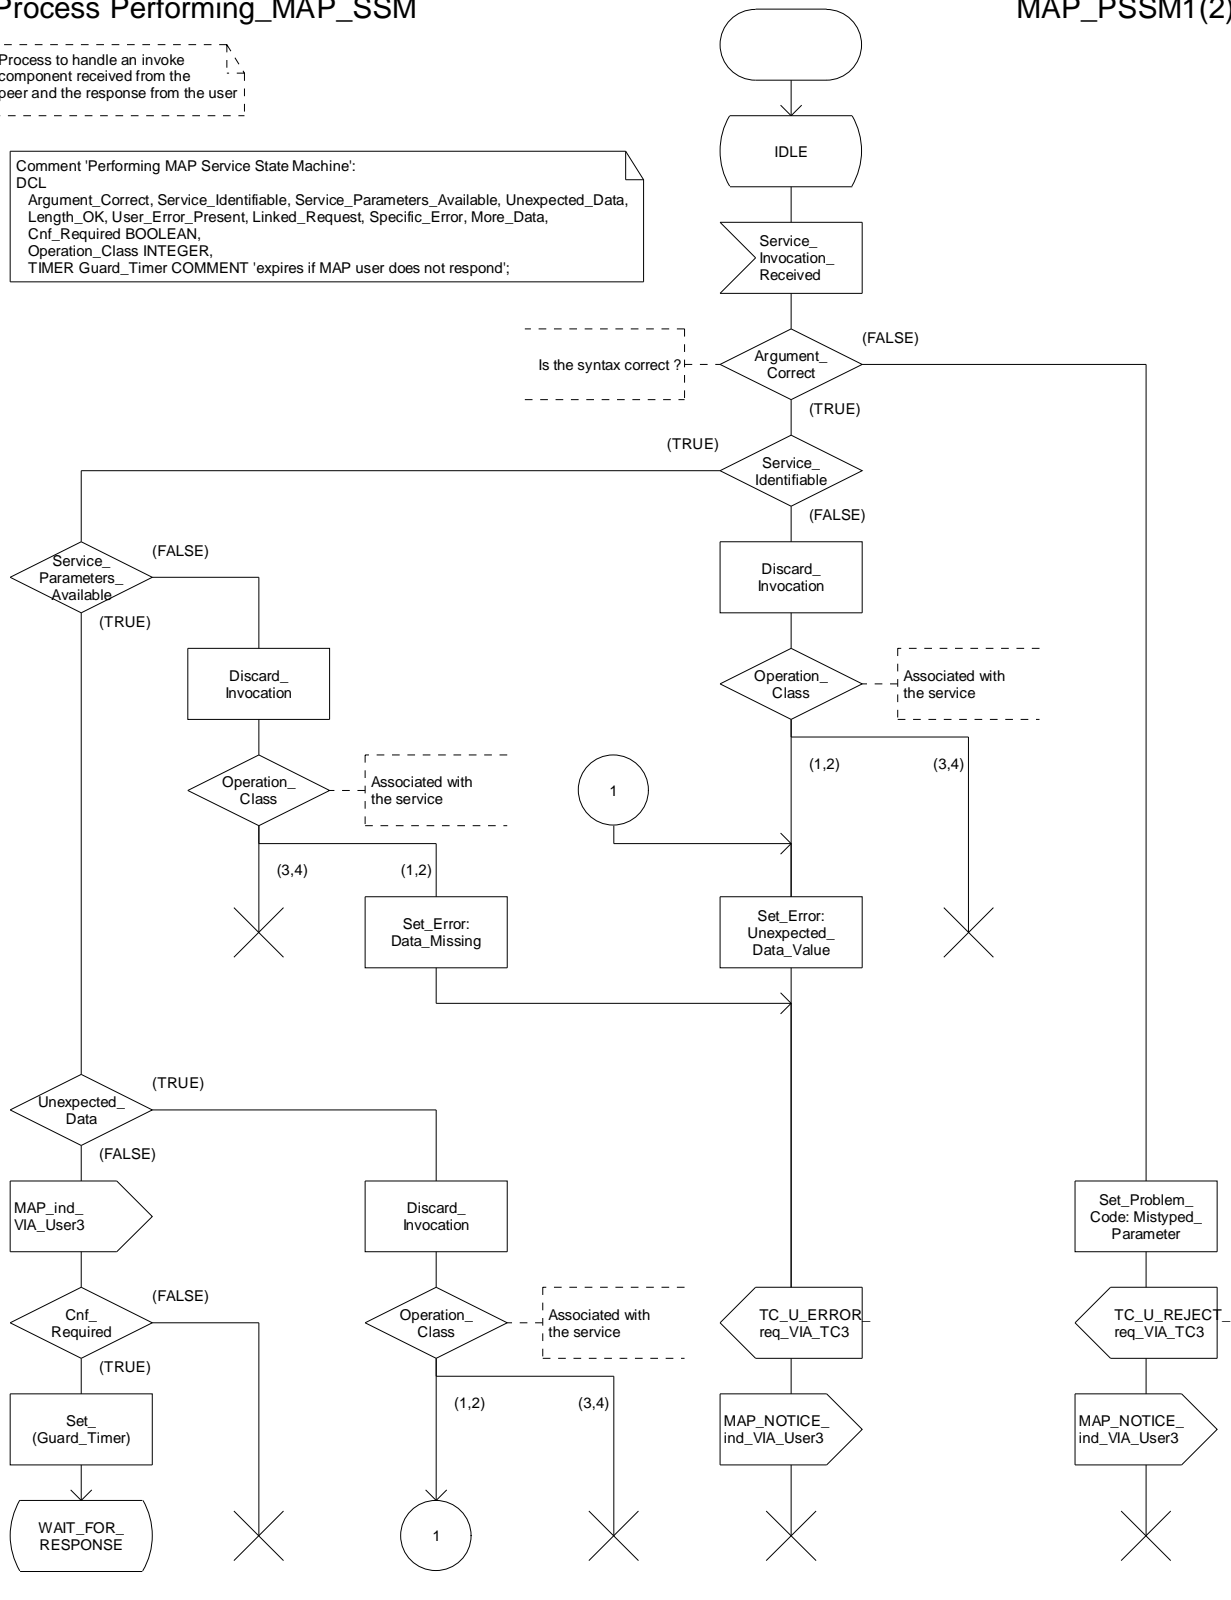 Process Performing_MAP_SSM
MAP_PSSM1(2)
Process to handle an invoke
component received from the
peer and the response from the user
Comment 'Performing MAP Service State Machine':
DCL
Argument_Correct, Service_Identifiable, Service_Parameters_Available, Unexpected_Data,
Length_OK, User_Error_Present, Linked_Request, Specific_Error, More_Data,
Cnf_Required BOOLEAN,
Operation_Class INTEGER,
TIMER Guard_Timer COMMENT 'expires if MAP user does not respond';
IDLE
Service_
Invocation_
Received
Is the syntax correct ?
Argument_
Correct
(FALSE)
(TRUE)
(TRUE)
Service_
Identifiable
(FALSE)
Service_
Parameters_
Available
(FALSE)
(TRUE)
Discard_
Invocation
Discard_
Invocation
Operation_
Class
Associated with
the service
Operation_
Class
Associated with
the service
1
(1,2)
(3,4)
(3,4)
(1,2)
Set_Error:
Data_Missing
Set_Error:
Unexpected_
Data_Value
Unexpected_
Data
(TRUE)
(FALSE)
MAP_ind_
VIA_User3
Discard_
Invocation
Set_Problem_
Code: Mistyped_
Parameter
Cnf_
Required
(FALSE)
(TRUE)
Operation_
Class
Associated with
the service
TC_U_ERROR_
req_VIA_TC3
TC_U_REJECT_
req_VIA_TC3
(1,2)
(3,4)
Set_
(Guard_Timer)
MAP_NOTICE_
ind_VIA_User3
MAP_NOTICE_
ind_VIA_User3
WAIT_FOR_
RESPONSE
1